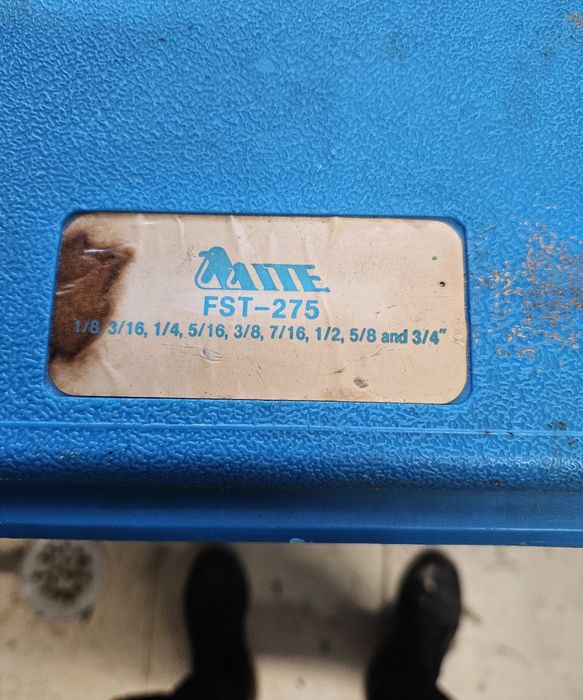 AITE
FST-275
1/8, 3/16, 1/4, 5/16, 3/8, 7/16, 1/2, 5/8 and 3/4"